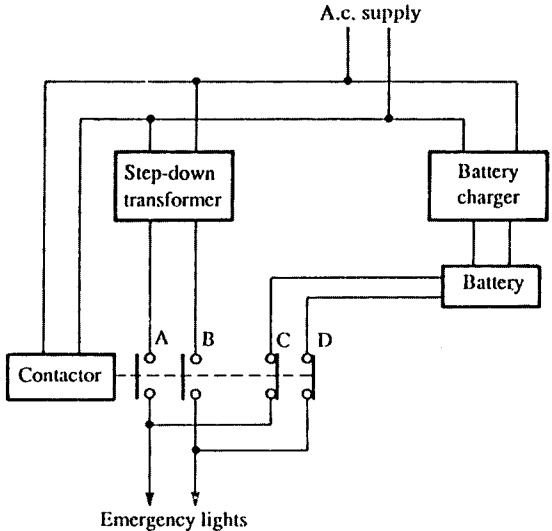 A.c. supply
Step-down
transformer
Battery
charger
Battery
A
B
C
D
Contactor
Emergency lights